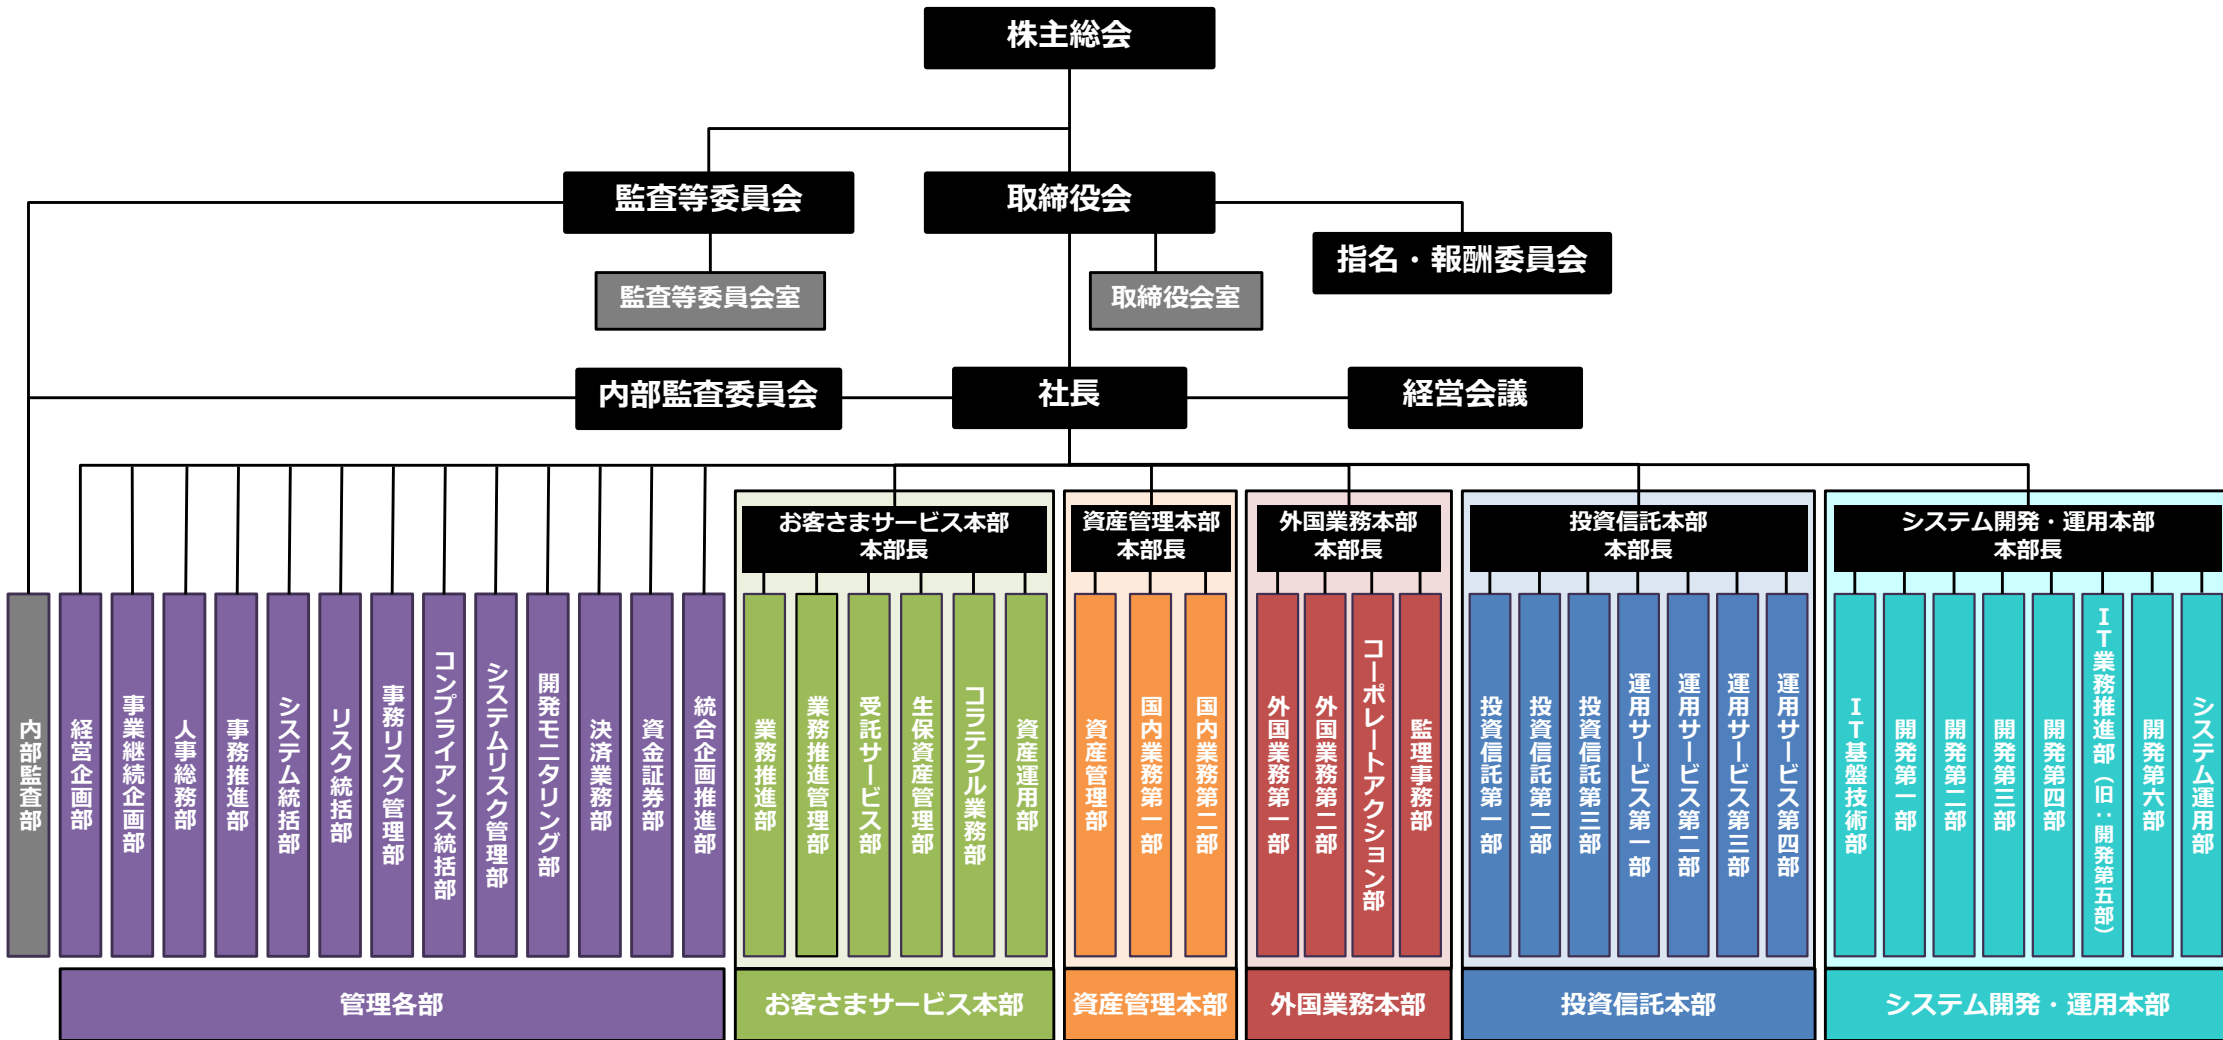 株主総会
監査等委員会
取締役会
指名・報酬委員会
監査等委員会室
取締役会室
内部監査委員会
社長
経営会議
お客さまサービス本部
本部長
資産管理本部
本部長
外国業務本部
本部長
投資信託本部
本部長
システム開発・運用本部
本部長
内部監査部
経営企画部
事業継続企画部
人事総務部
事務推進部
システム統括部
リスク統括部
事務リスク管理部
コンプライアンス統括部
システムリスク管理部
開発モニタリング部
決済業務部
資金証券部
統合企画推進部
業務推進部
業務推進管理部
受託サービス部
生保資産管理部
コラテラル業務部
資産運用部
資産管理部
国内業務第一部
国内業務第二部
外国業務第一部
外国業務第二部
コーポレートアクション部
監理事務部
投資信託第一部
投資信託第二部
投資信託第三部
運用サービス第一部
運用サービス第二部
運用サービス第三部
運用サービス第四部
ＩＴ基盤技術部
開発第一部
開発第二部
開発第三部
開発第四部
ＩＴ業務推進部（旧：開発第五部）
開発第六部
システム運用部
管理各部
お客さまサービス本部
資産管理本部
外国業務本部
投資信託本部
システム開発・運用本部